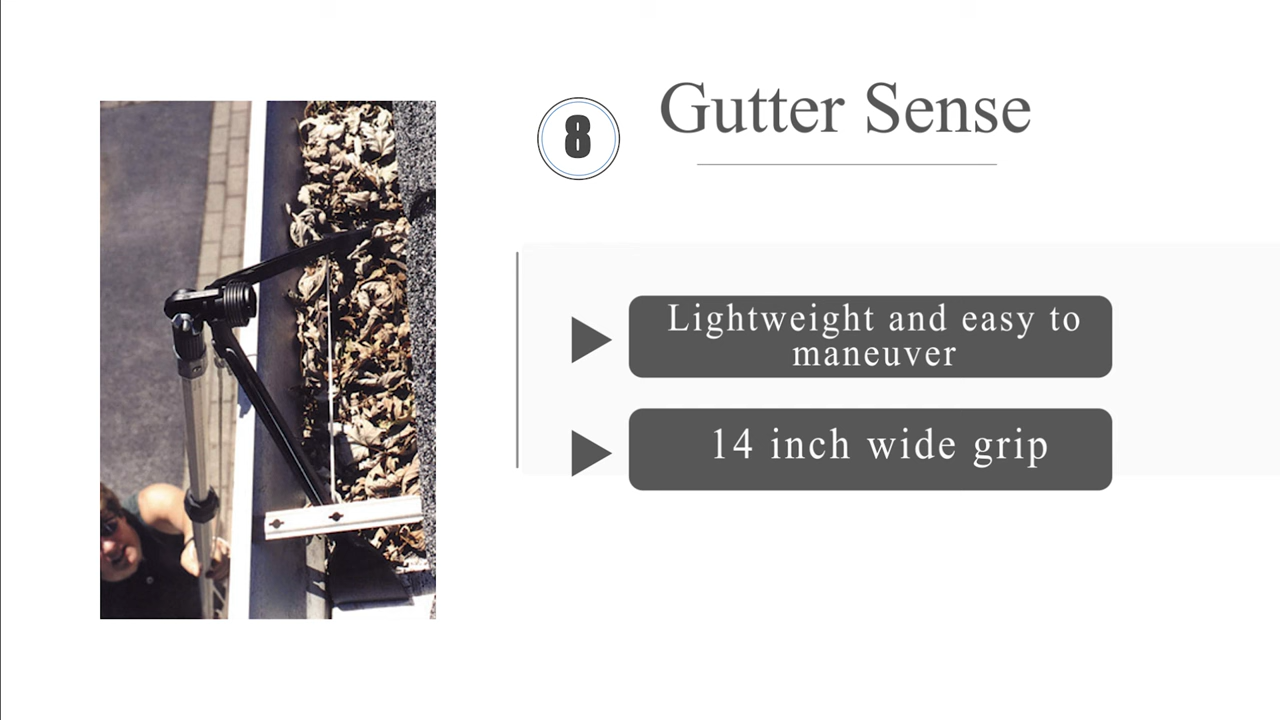 8
Gutter Sense
Lightweight and easy to
maneuver
14 inch wide grip